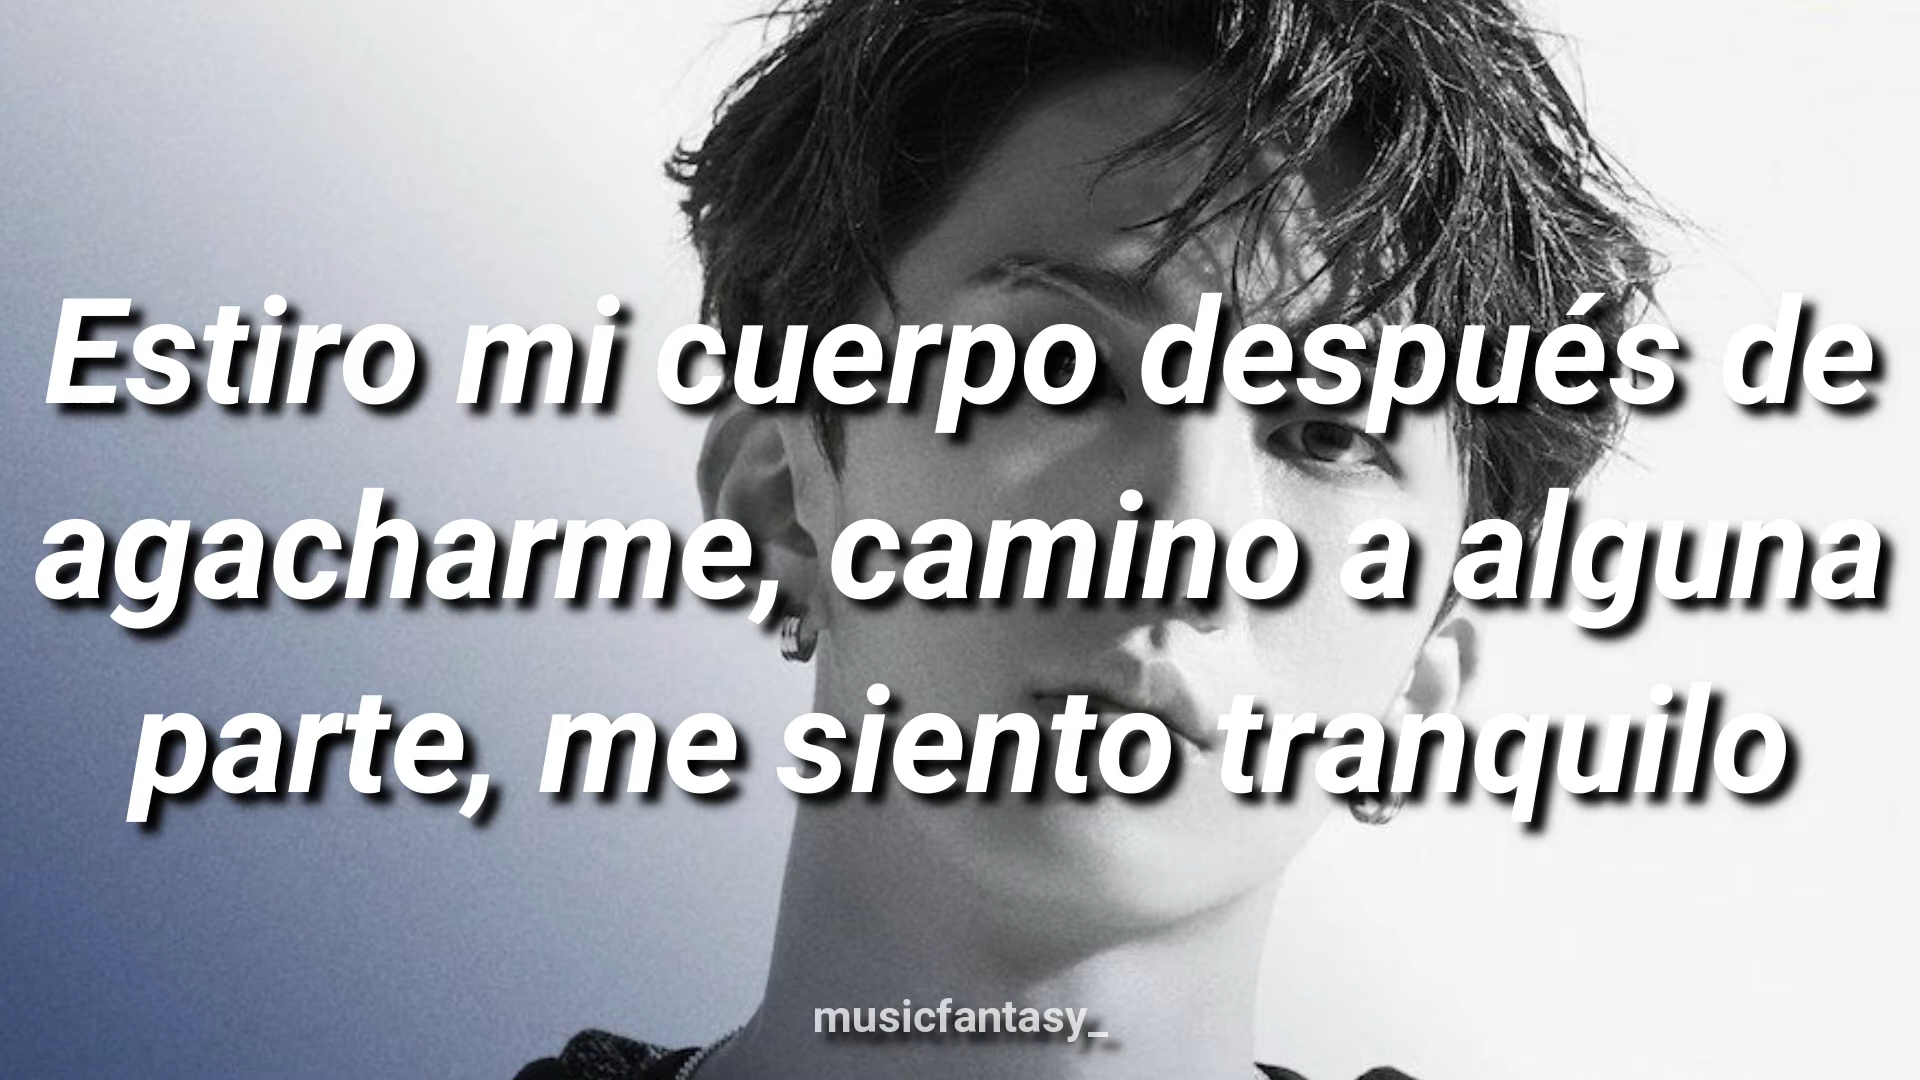 Estiro mi cuerpo después de
agacharme, camino a alguna
parte, me siento tranquilo
musicfantasy_